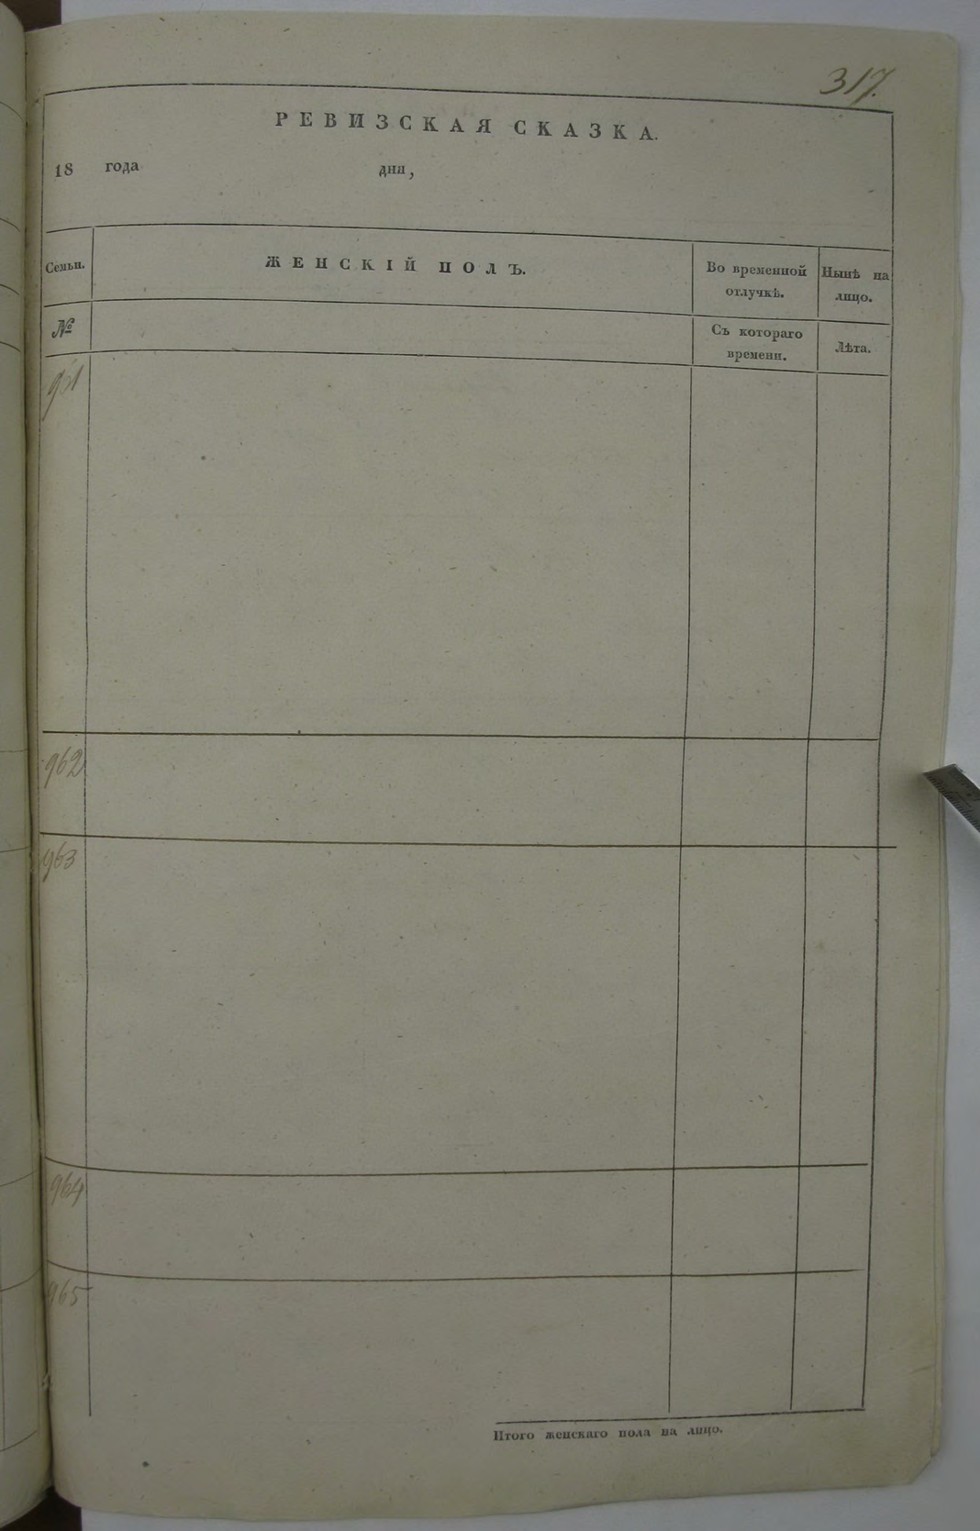 317.
РЕВИЗСКАЯ СКАЗКА.
18 года дня,
Семьи. ЖЕНСКІЙ ПОЛЪ. Во временной отлучкѣ. Нынѣ на лицо.
№ Съ котораго времени. Лѣта.
961
962
963
964
965
Итого женскаго пола на лицо.